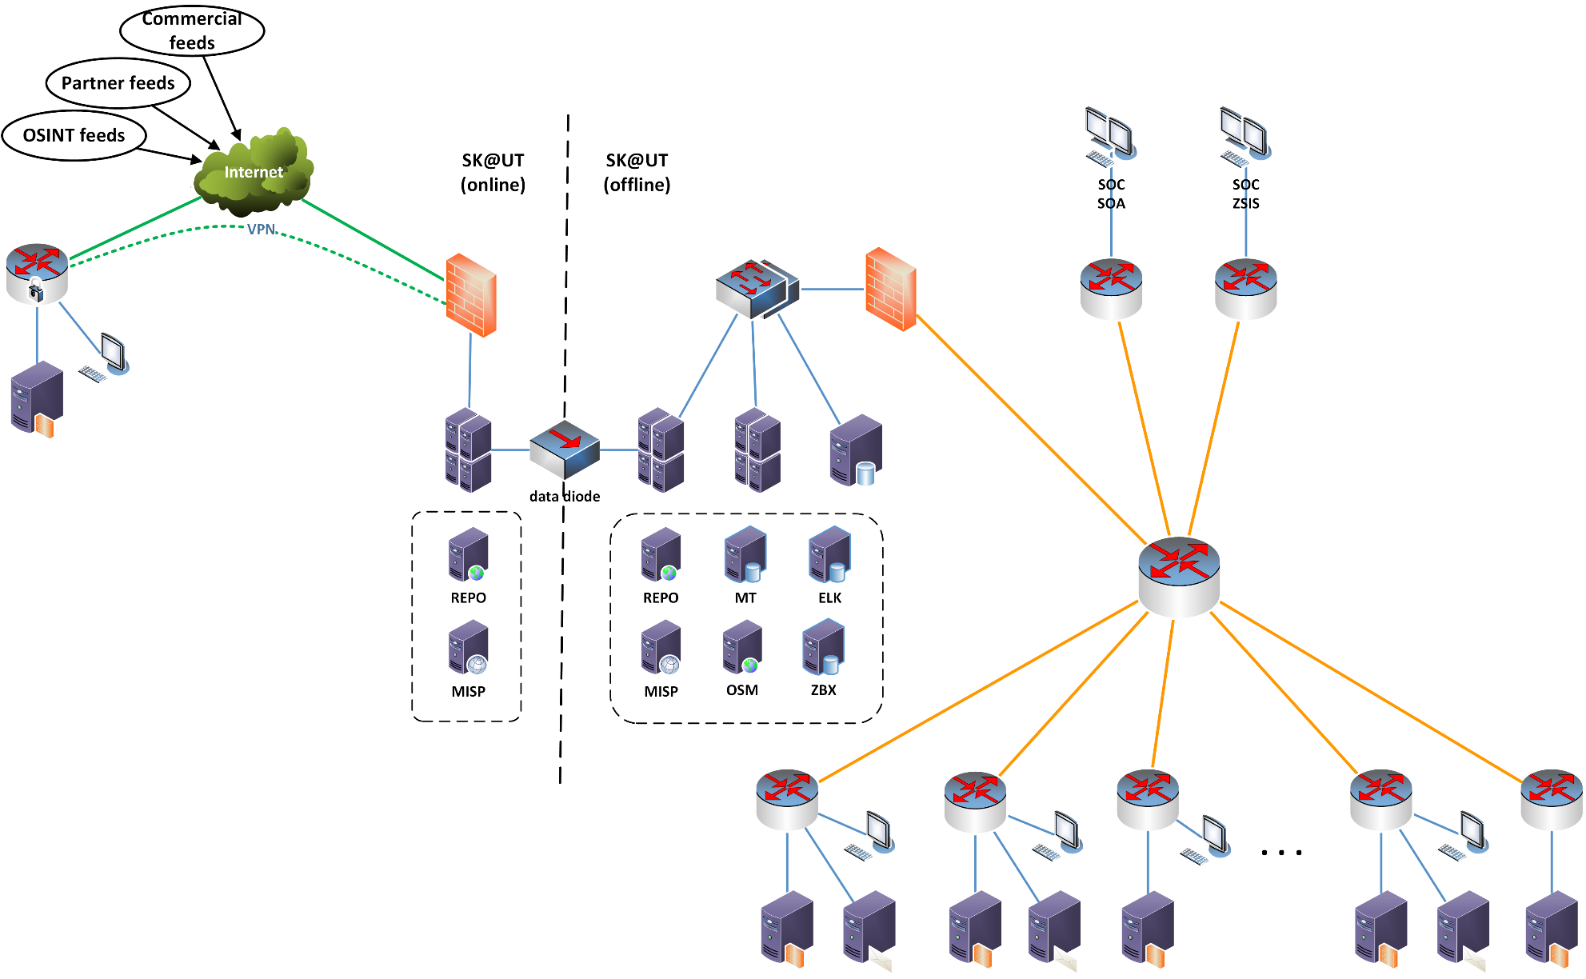 Commercial
feeds
Partner feeds
OSINT feeds
Internet
VPN
SK@UT
(online)
SK@UT
(offline)
SOC
SOA
SOC
ZSIS
data diode
REPO
MISP
REPO
MT
ELK
MISP
OSM
ZBX
. . .